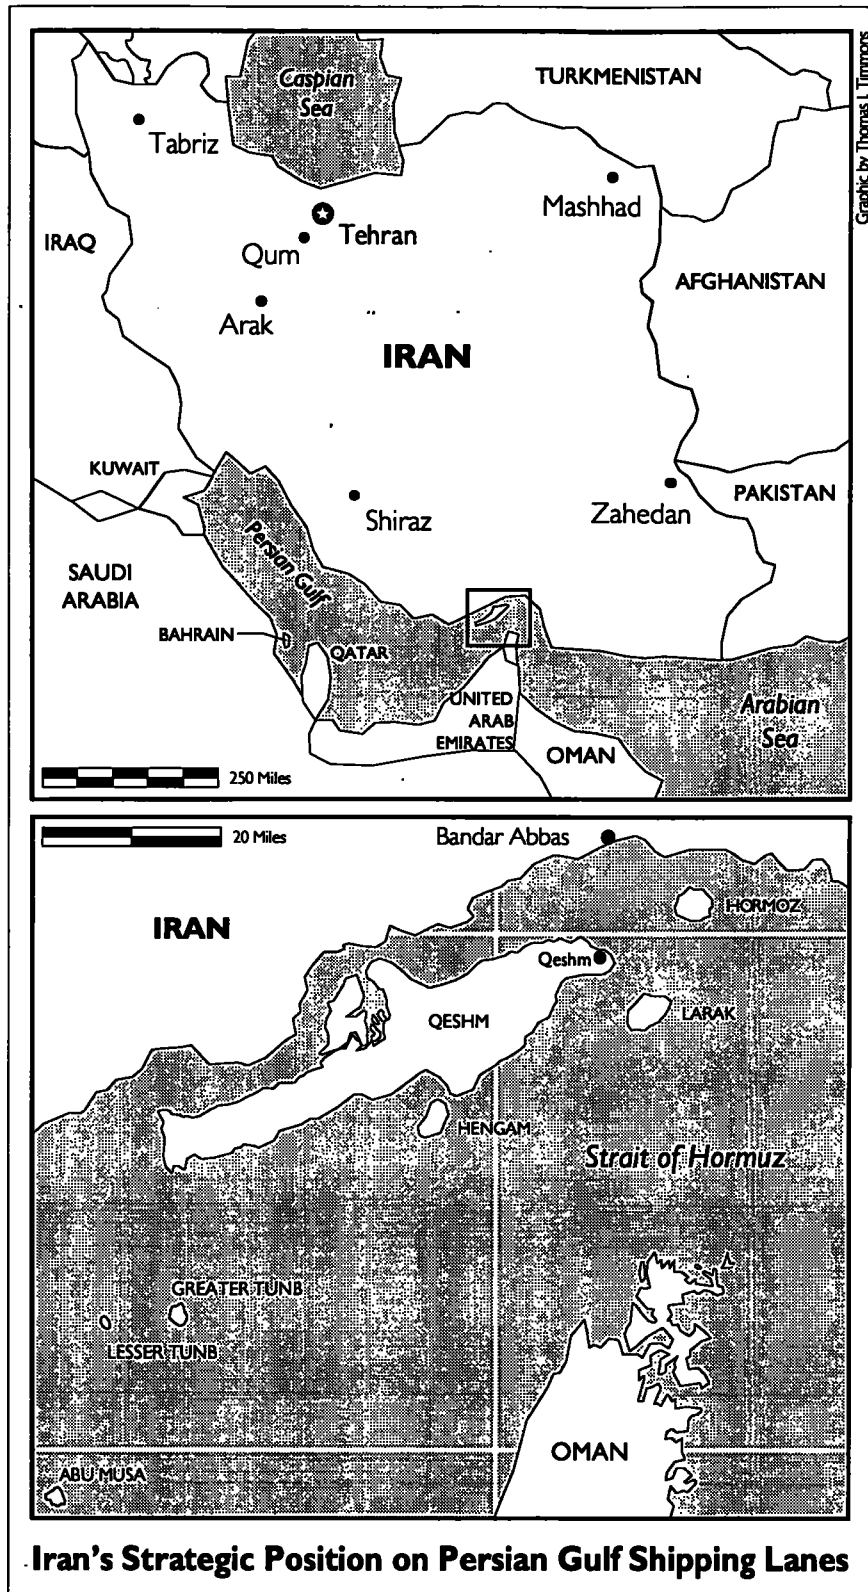 Graphic by Thomas J. Timmons
Caspian
Sea
TURKMENISTAN
Tabriz
Mashhad
Tehran
IRAQ
Qum
AFGHANISTAN
Arak
IRAN
KUWAIT
PAKISTAN
Shiraz
Zahedan
Persian Gulf
SAUDI
ARABIA
BAHRAIN
QATAR
UNITED
ARAB
EMIRATES
Arabian
Sea
OMAN
250 Miles
20 Miles
Bandar Abbas
HORMOZ
IRAN
Qeshm
QESHM
LARAK
HENGAM
Strait of Hormuz
GREATER TUNB
LESSER TUNB
OMAN
ABU MUSA
Iran's Strategic Position on Persian Gulf Shipping Lanes